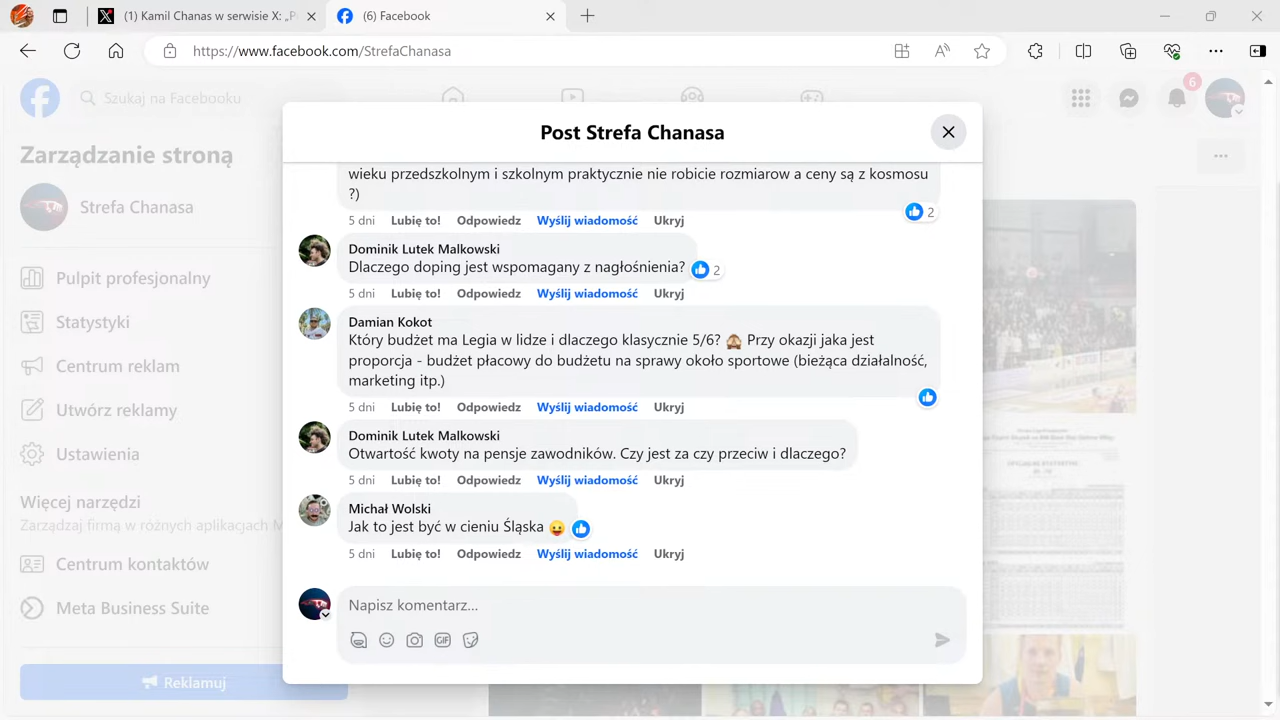 (1) Kamil Chanas w serwisie X: „P
(6) Facebook
https://www.facebook.com/StrefaChanasa
Szukaj na Facebooku
6
Zarządzanie stroną
Strefa Chanasa
Pulpit profesjonalny
Statystyki
Centrum reklam
Utwórz reklamy
Ustawienia
Więcej narzędzi
Zarządzaj firmą w różnych aplikacjach M
Centrum kontaktów
Meta Business Suite
Reklamuj
Post Strefa Chanasa
wieku przedszkolnym i szkolnym praktycznie nie robicie rozmiarow a ceny są z kosmosu
?)
2
5 dni Lubię to! Odpowiedz Wyślij wiadomość Ukryj
Dominik Lutek Malkowski
Dlaczego doping jest wspomagany z nagłośnienia? 2
5 dni Lubię to! Odpowiedz Wyślij wiadomość Ukryj
Damian Kokot
Który budżet ma Legia w lidze i dlaczego klasycznie 5/6? 🙈 Przy okazji jaka jest
proporcja - budżet płacowy do budżetu na sprawy około sportowe (bieżąca działalność,
marketing itp.)
5 dni Lubię to! Odpowiedz Wyślij wiadomość Ukryj
Dominik Lutek Malkowski
Otwartość kwoty na pensje zawodników. Czy jest za czy przeciw i dlaczego?
5 dni Lubię to! Odpowiedz Wyślij wiadomość Ukryj
Michał Wolski
Jak to jest być w cieniu Śląska 😛
5 dni Lubię to! Odpowiedz Wyślij wiadomość Ukryj
Napisz komentarz...
GIF